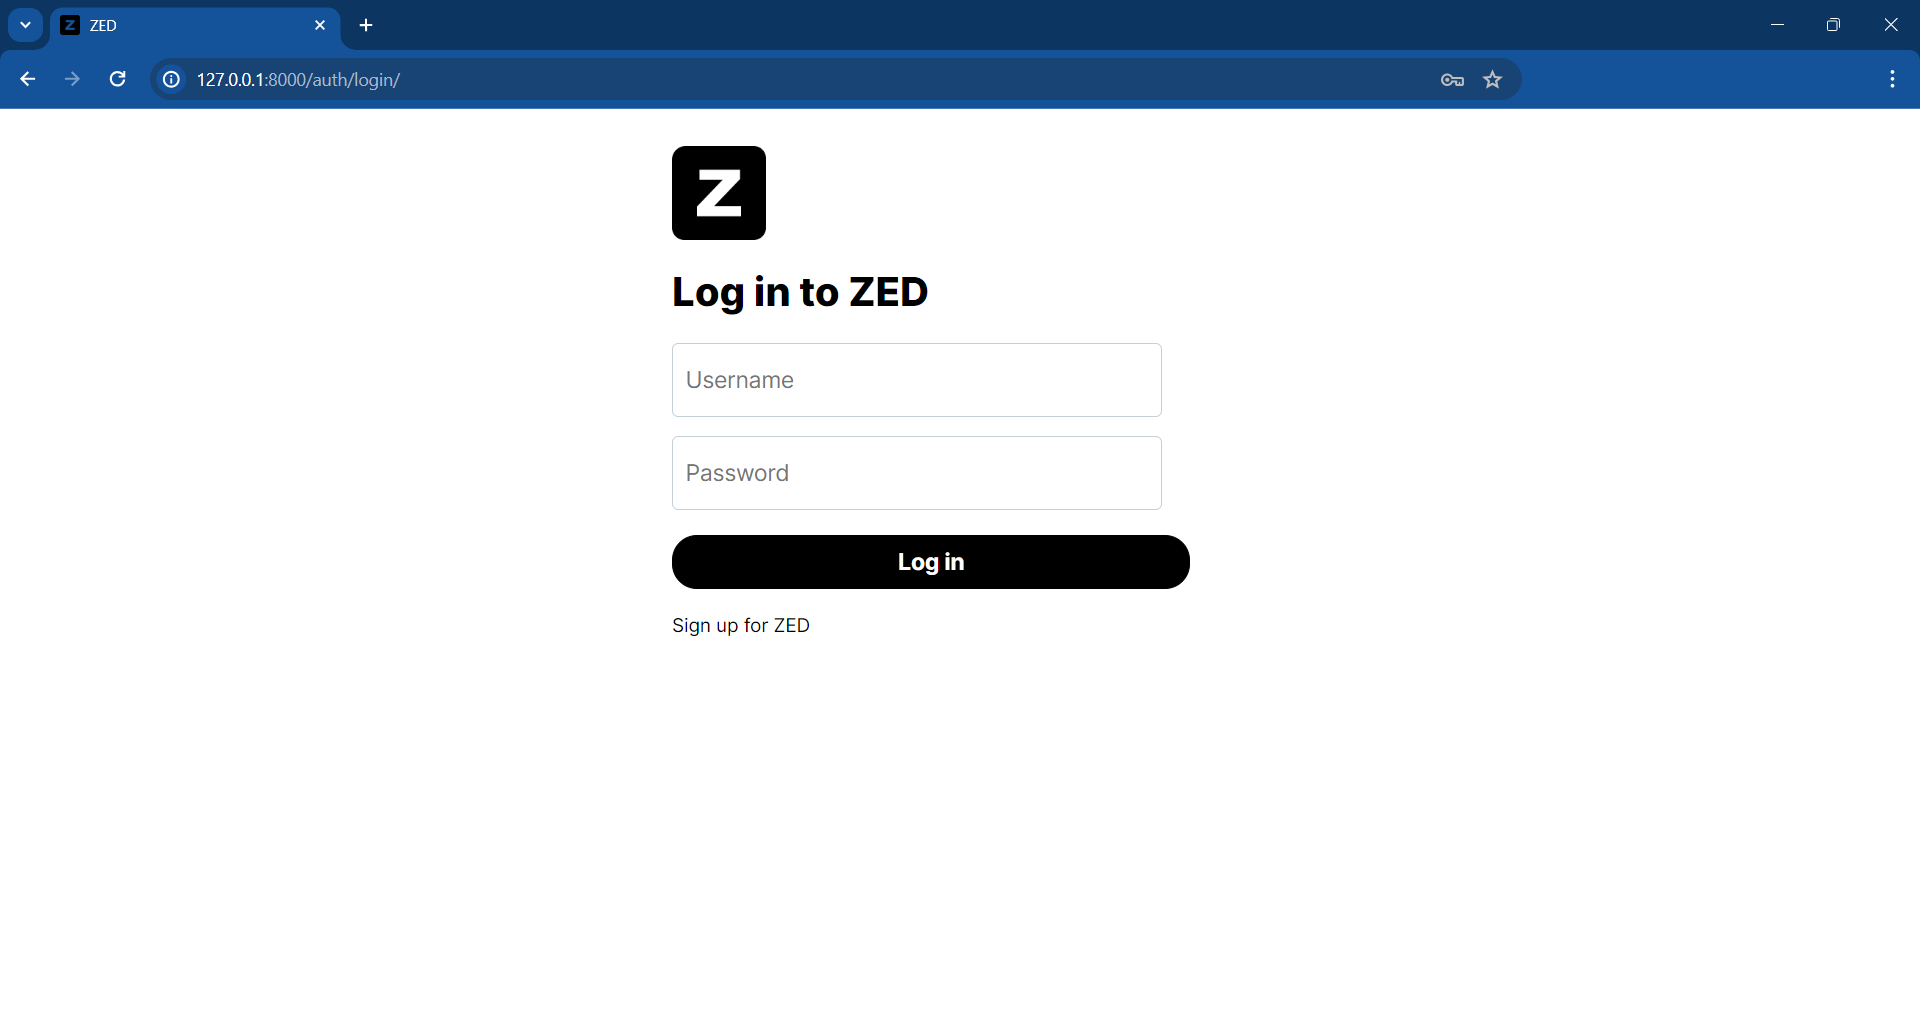 Z ZED
127.0.0.1:8000/auth/login/
Z
Log in to ZED
Username
Password
Log in
Sign up for ZED